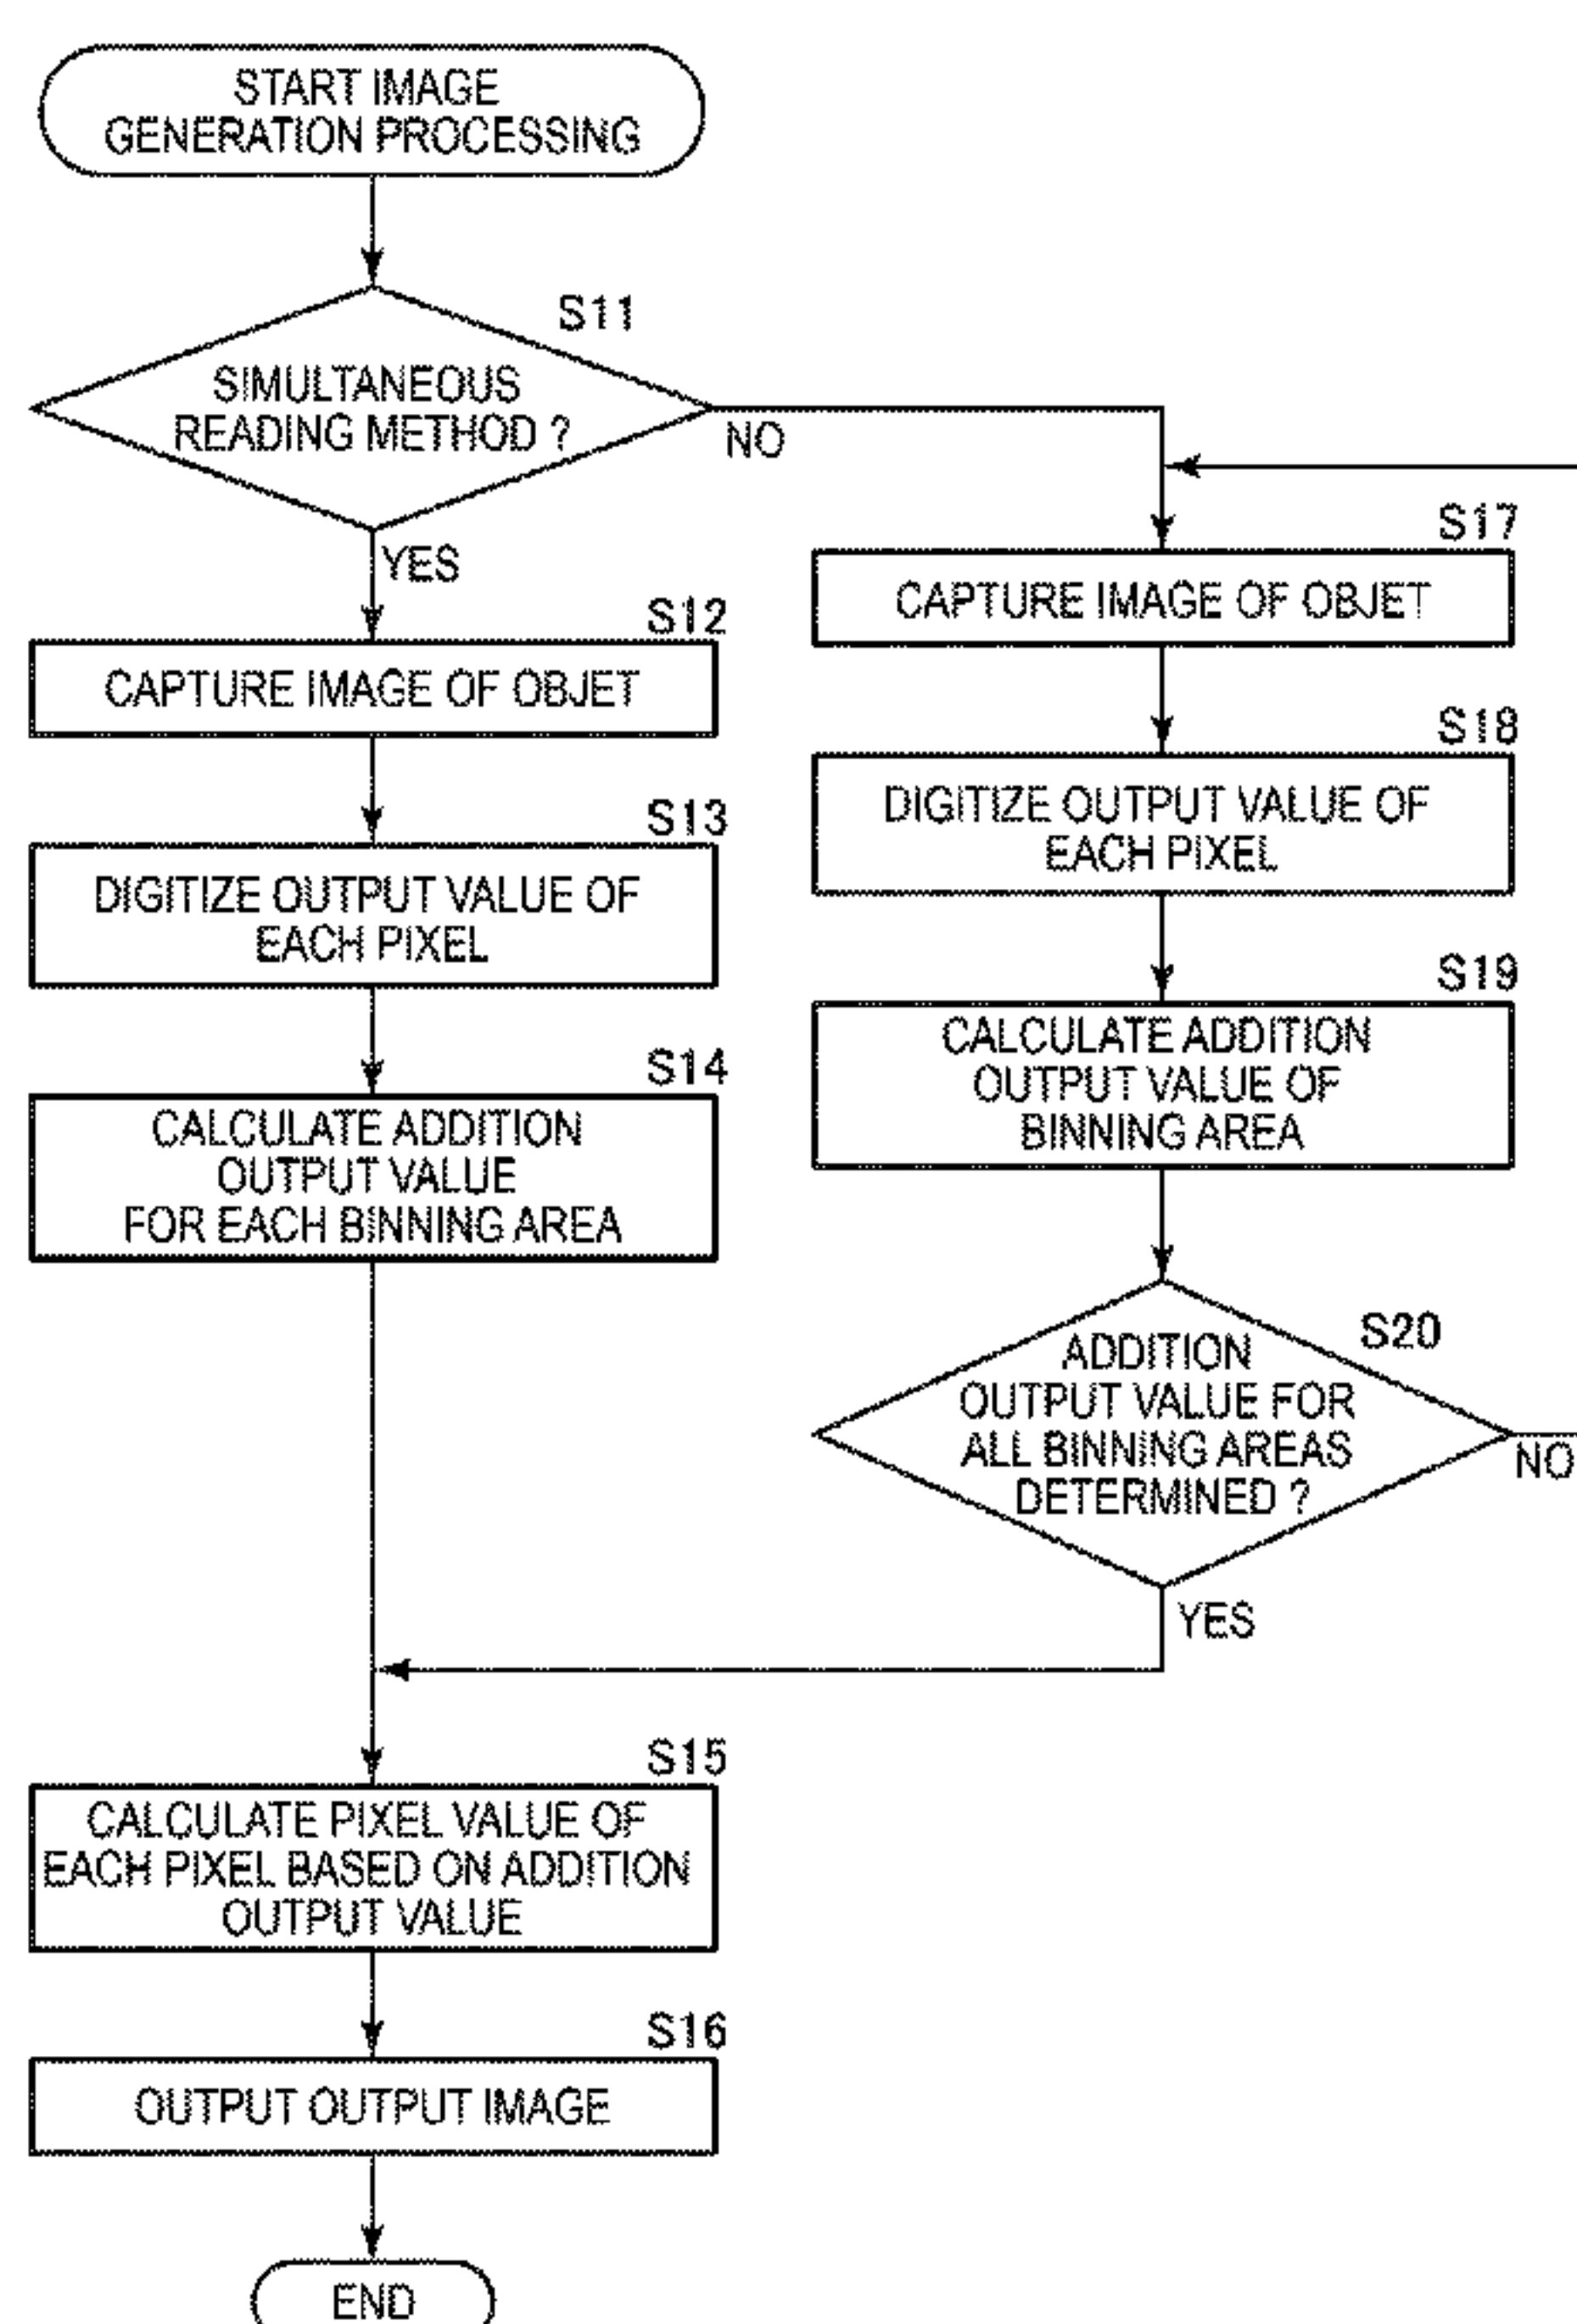 START IMAGE
GENERATION PROCESSING
S11
SIMULTANEOUS
READING METHOD ?
NO
YES
S12
CAPTURE IMAGE OF OBJET
S13
DIGITIZE OUTPUT VALUE OF
EACH PIXEL
S14
CALCULATE ADDITION
OUTPUT VALUE
FOR EACH BINNING AREA
S17
CAPTURE IMAGE OF OBJET
S18
DIGITIZE OUTPUT VALUE OF
EACH PIXEL
S19
CALCULATE ADDITION
OUTPUT VALUE OF
BINNING AREA
S20
ADDITION
OUTPUT VALUE FOR
ALL BINNING AREAS
DETERMINED ?
NO
YES
S15
CALCULATE PIXEL VALUE OF
EACH PIXEL BASED ON ADDITION
OUTPUT VALUE
S16
OUTPUT OUTPUT IMAGE
END